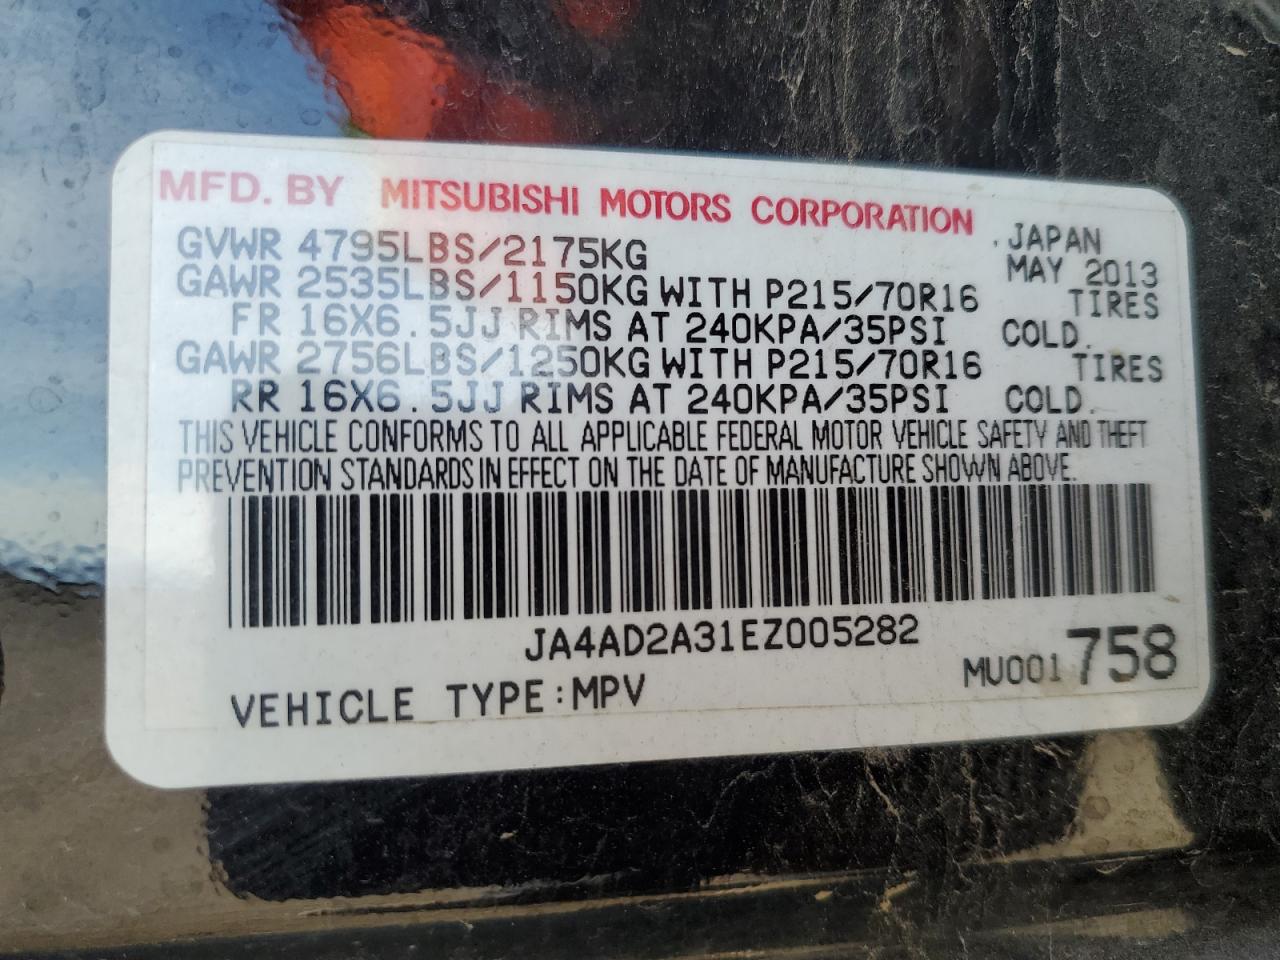 MFD. BY MITSUBISHI MOTORS CORPORATION
GVWR 4795LBS/2175KG JAPAN
MAY 2013
GAWR 2535LBS/1150KG WITH P215/70R16 TIRES
FR 16X6.5JJ RIMS AT 240KPA/35PSI COLD.
GAWR 2756LBS/1250KG WITH P215/70R16 TIRES
RR 16X6.5JJ RIMS AT 240KPA/35PSI COLD.
THIS VEHICLE CONFORMS TO ALL APPLICABLE FEDERAL MOTOR VEHICLE SAFETY AND THEFT
PREVENTION STANDARDS IN EFFECT ON THE DATE OF MANUFACTURE SHOWN ABOVE.
JA4AD2A31EZ005282
VEHICLE TYPE:MPV MU001758